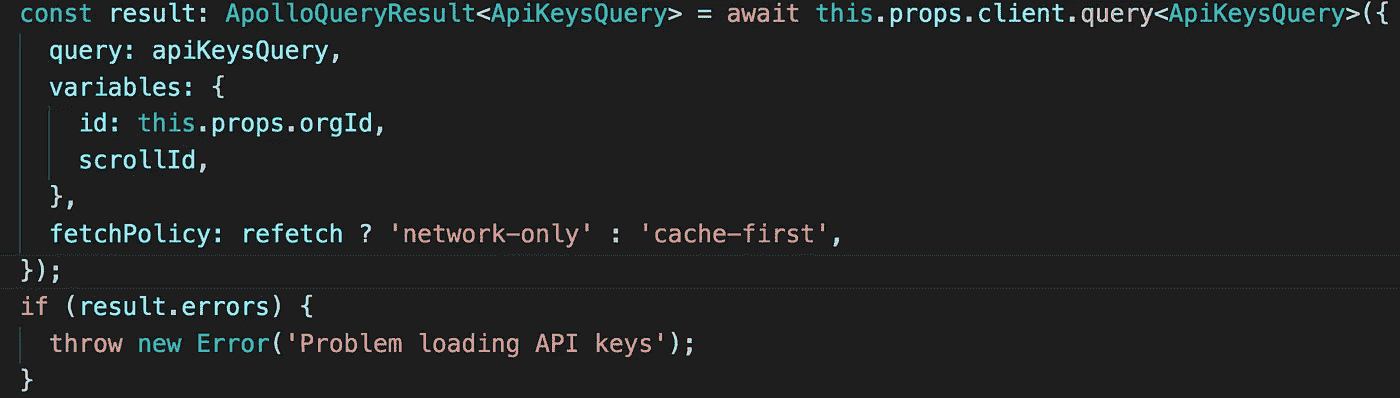 const result: ApolloQueryResult<ApiKeysQuery> = await this.props.client.query<ApiKeysQuery>({
  query: apiKeysQuery,
  variables: {
    id: this.props.orgId,
    scrollId,
  },
  fetchPolicy: refetch ? 'network-only' : 'cache-first',
});
if (result.errors) {
  throw new Error('Problem loading API keys');
}